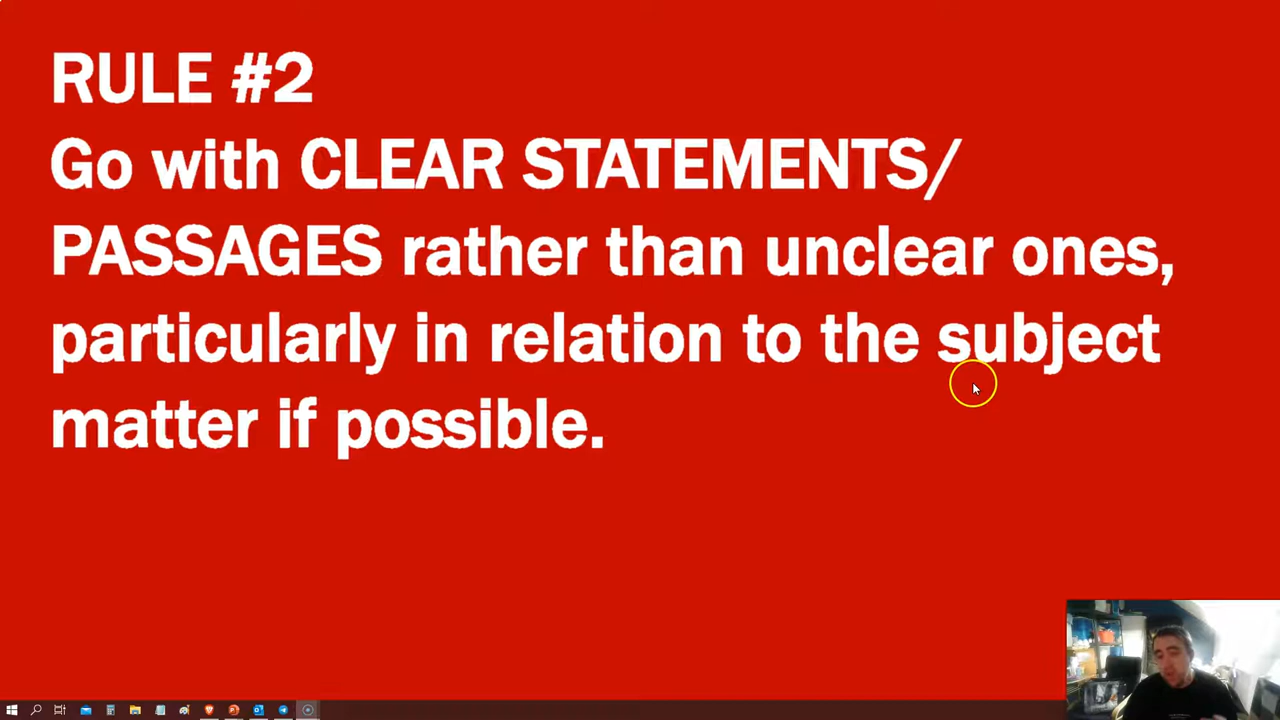 RULE #2
Go with CLEAR STATEMENTS/
PASSAGES rather than unclear ones,
particularly in relation to the subject
matter if possible.